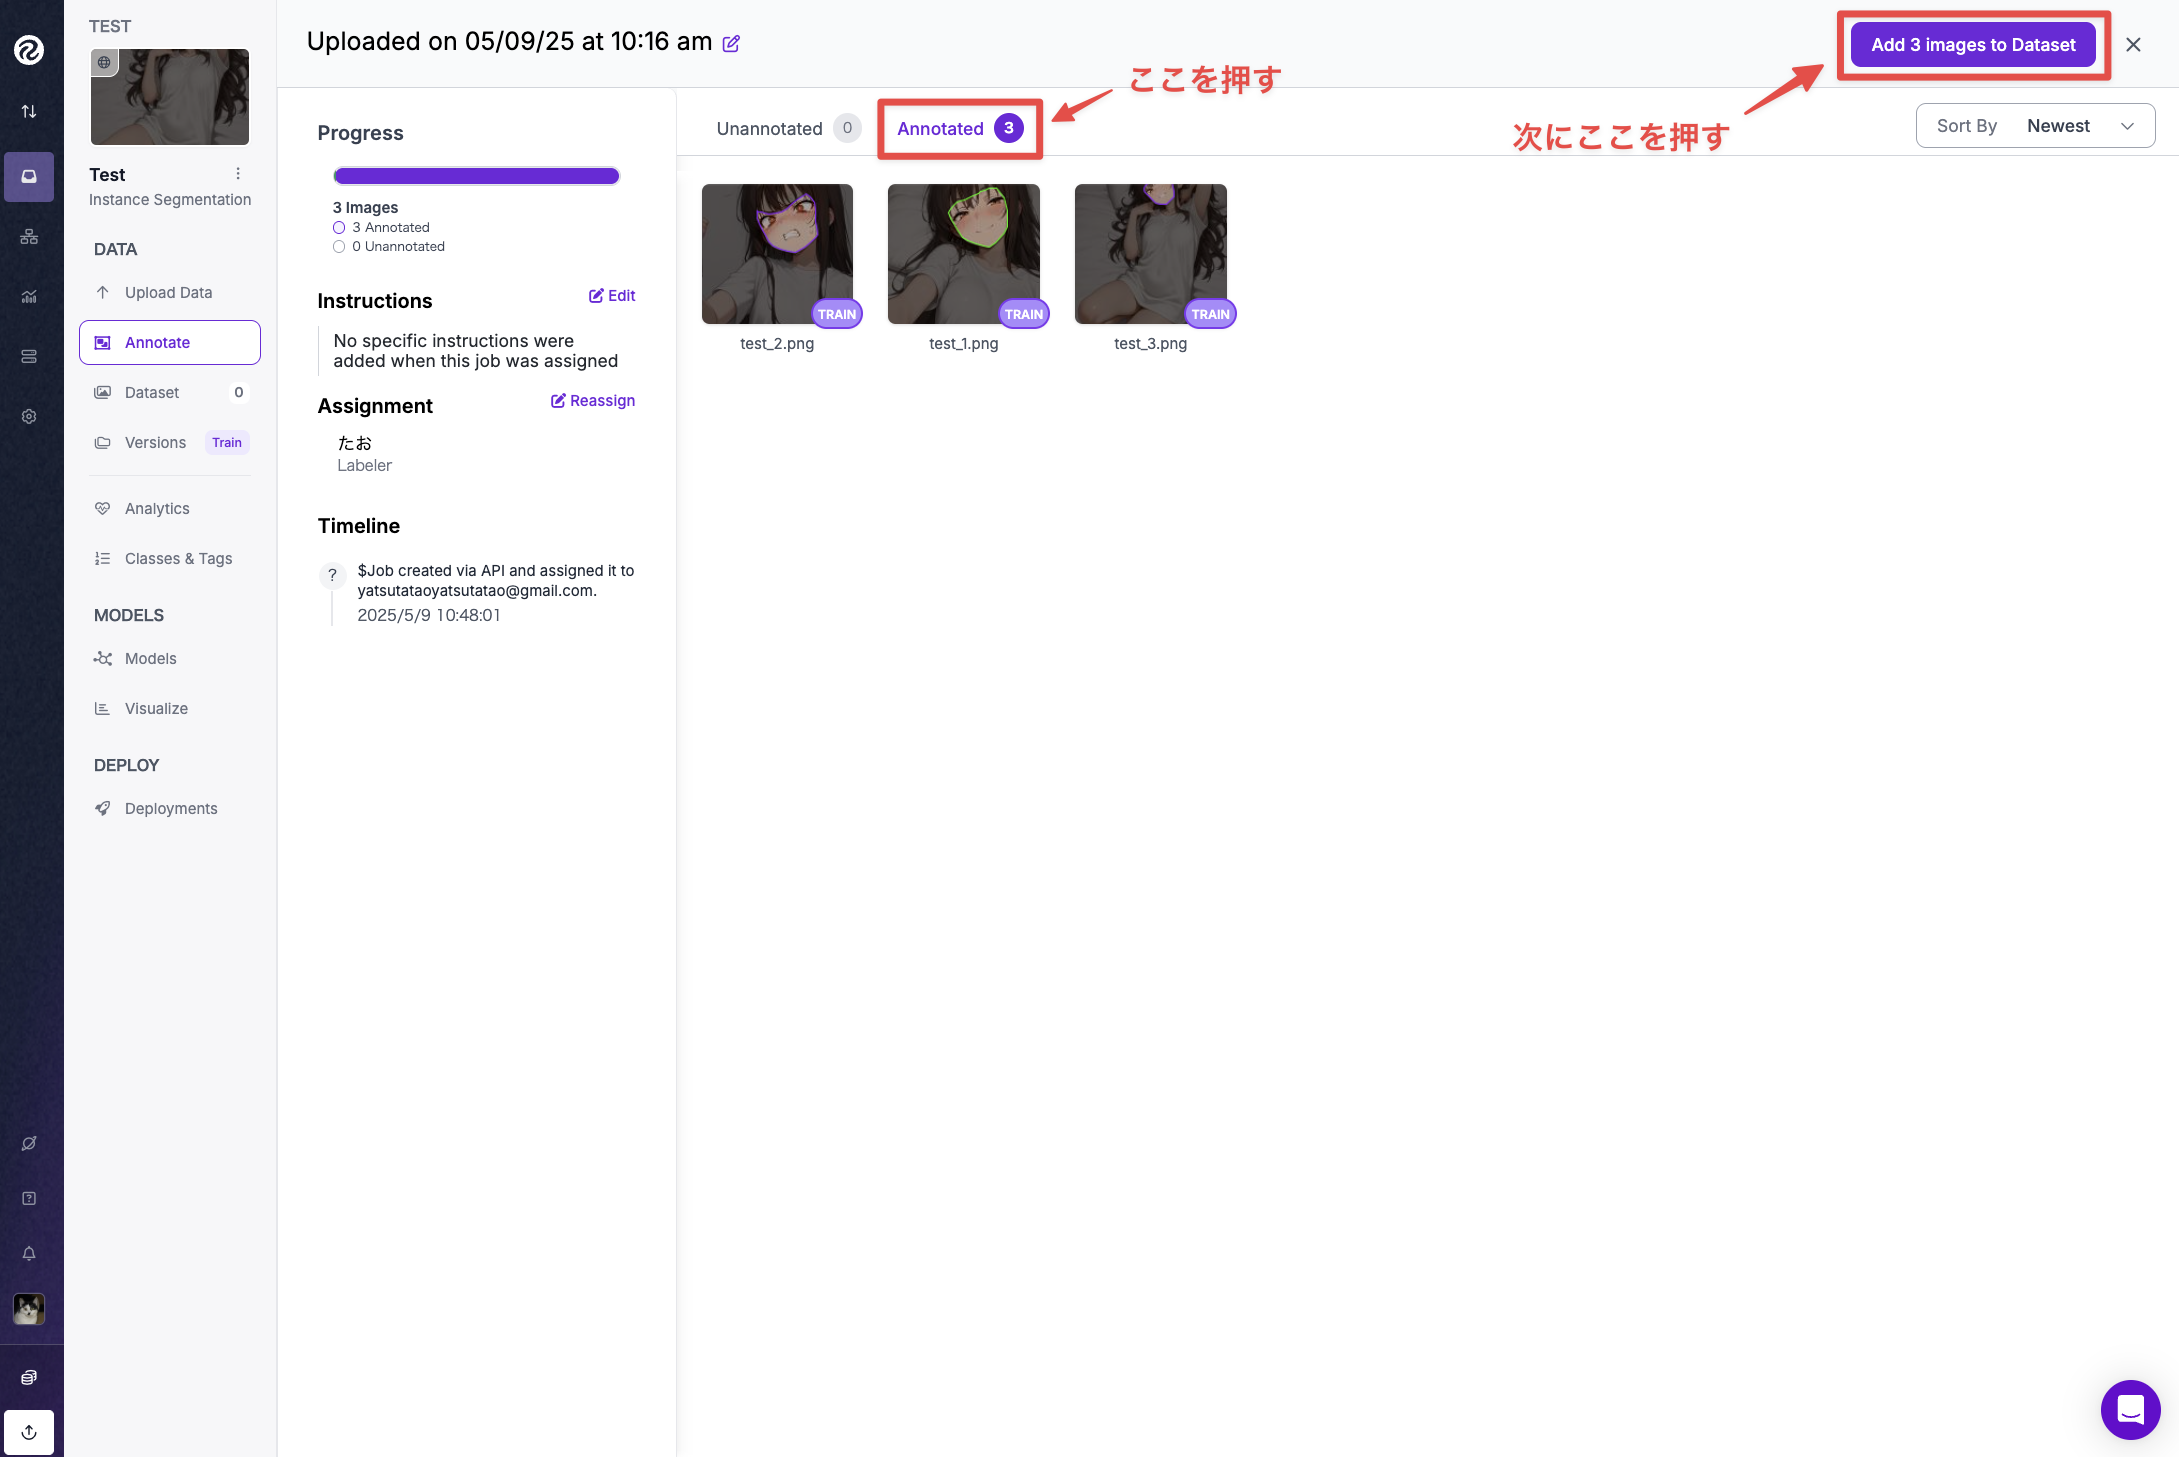 TEST
Test
Instance Segmentation
DATA
Upload Data
Annotate
Dataset 0
Versions Train
Analytics
Classes & Tags
MODELS
Models
Visualize
DEPLOY
Deployments
Uploaded on 05/09/25 at 10:16 am
Add 3 images to Dataset
ここを押す
次にここを押す
Progress
3 Images
3 Annotated
0 Unannotated
Instructions
Edit
No specific instructions were
added when this job was assigned
Assignment
Reassign
たお
Labeler
Timeline
? $Job created via API and assigned it to
yatsutataoyatsutatao@gmail.com.
2025/5/9 10:48:01
Unannotated 0
Annotated 3
Sort By Newest
TRAIN
TRAIN
TRAIN
test_2.png
test_1.png
test_3.png